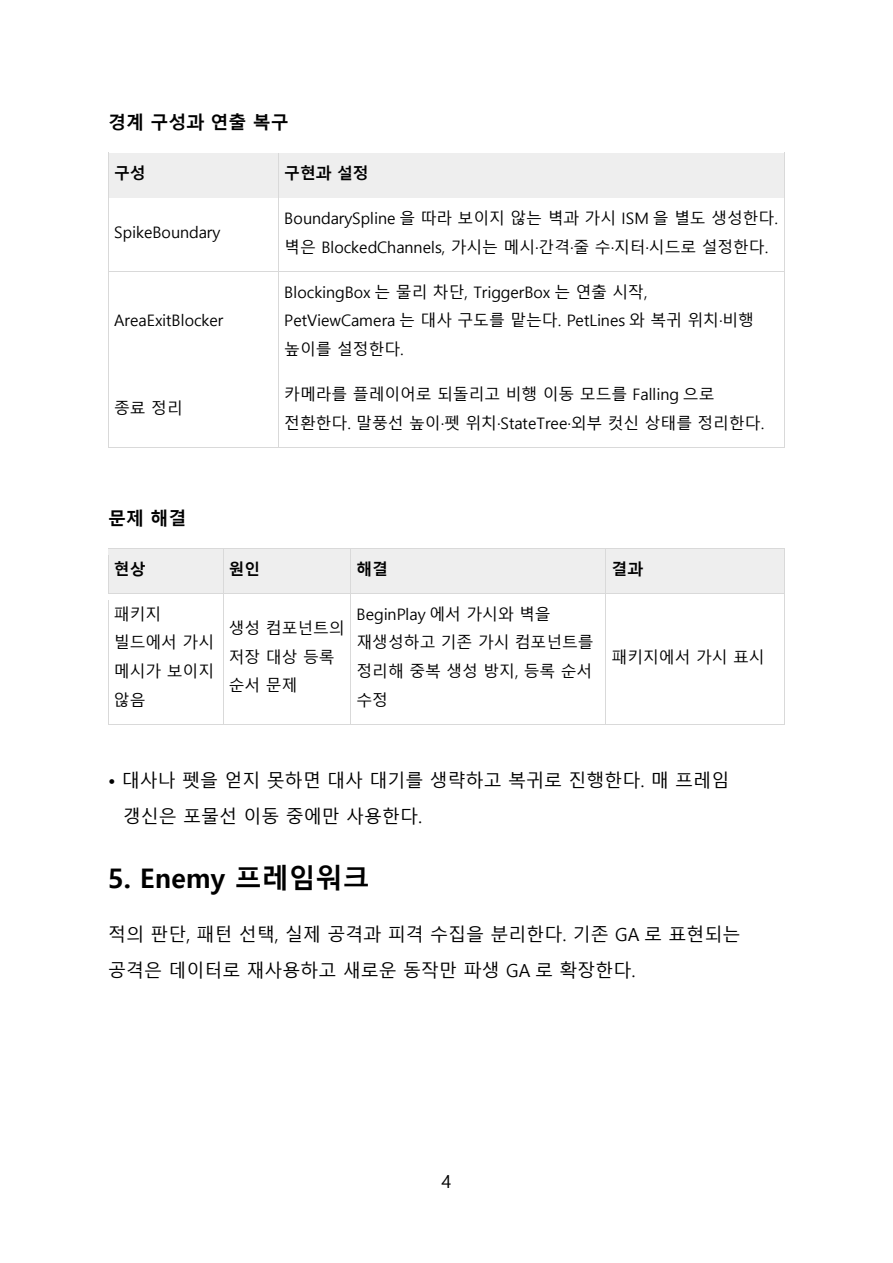 경계 구성과 연출 복구
구성
구현과 설정
SpikeBoundary
BoundarySpline 을 따라 보이지 않는 벽과 가시 ISM 을 별도 생성한다.
벽은 BlockedChannels, 가시는 메시·간격·줄 수·지터·시드로 설정한다.
AreaExitBlocker
BlockingBox 는 물리 차단, TriggerBox 는 연출 시작,
PetViewCamera 는 대사 구도를 맡는다. PetLines 와 복귀 위치·비행
높이를 설정한다.
종료 정리
카메라를 플레이어로 되돌리고 비행 이동 모드를 Falling 으로
전환한다. 말풍선 높이·펫 위치·StateTree·외부 컷신 상태를 정리한다.
문제 해결
현상
원인
해결
결과
패키지
빌드에서 가시
메시가 보이지
않음
생성 컴포넌트의
저장 대상 등록
순서 문제
BeginPlay 에서 가시와 벽을
재생성하고 기존 가시 컴포넌트를
정리해 중복 생성 방지, 등록 순서
수정
패키지에서 가시 표시
• 대사나 펫을 얻지 못하면 대사 대기를 생략하고 복귀로 진행한다. 매 프레임
갱신은 포물선 이동 중에만 사용한다.
5. Enemy 프레임워크
적의 판단, 패턴 선택, 실제 공격과 피격 수집을 분리한다. 기존 GA 로 표현되는
공격은 데이터로 재사용하고 새로운 동작만 파생 GA 로 확장한다.
4